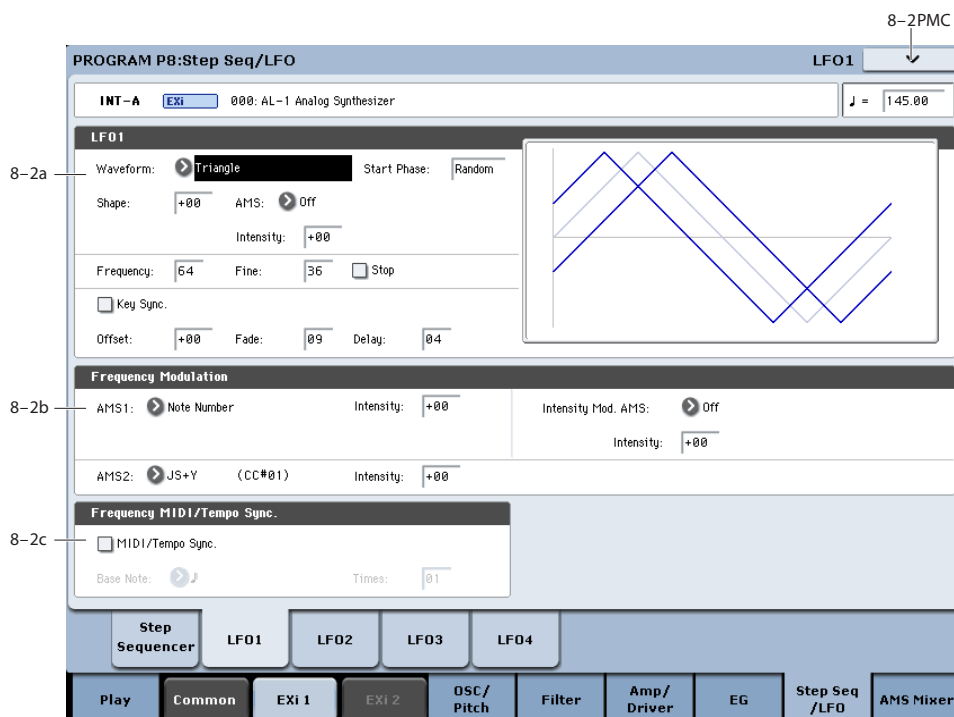 8–2PMC
PROGRAM P8:Step Seq/LFO LFO1
INT-A EXi 000: AL-1 Analog Synthesizer ♩ = 145.00
LFO1
8–2a Waveform: Triangle Start Phase: Random
Shape: +00 AMS: Off
Intensity: +00
Frequency: 64 Fine: 36 Stop
Key Sync.
Offset: +00 Fade: 09 Delay: 04
Frequency Modulation
8–2b AMS1: Note Number Intensity: +00 Intensity Mod. AMS: Off
Intensity: +00
AMS2: JS+Y (CC#01) Intensity: +00
Frequency MIDI/Tempo Sync.
8–2c MIDI/Tempo Sync.
Base Note: ♪ Times: 01
Step
Sequencer LFO1 LFO2 LFO3 LFO4
Play Common EXi 1 EXi 2 OSC/
Pitch Filter Amp/
Driver EG Step Seq
/LFO AMS Mixer